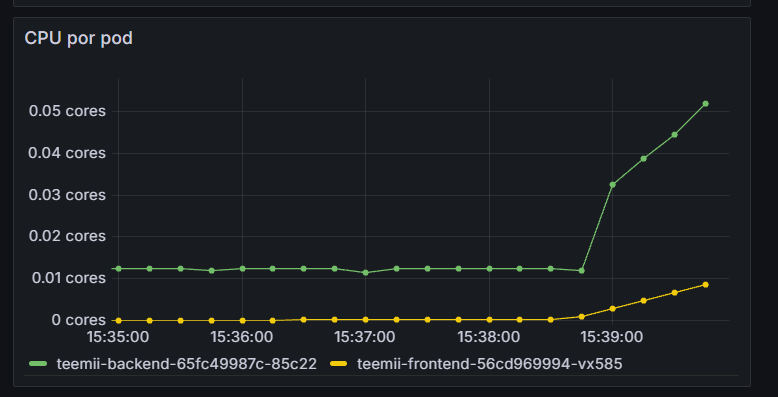 CPU por pod
0.05 cores
0.04 cores
0.03 cores
0.02 cores
0.01 cores
0 cores
15:35:00 15:36:00 15:37:00 15:38:00 15:39:00
teemii-backend-65fc49987c-85c22 teemii-frontend-56cd969994-vx585